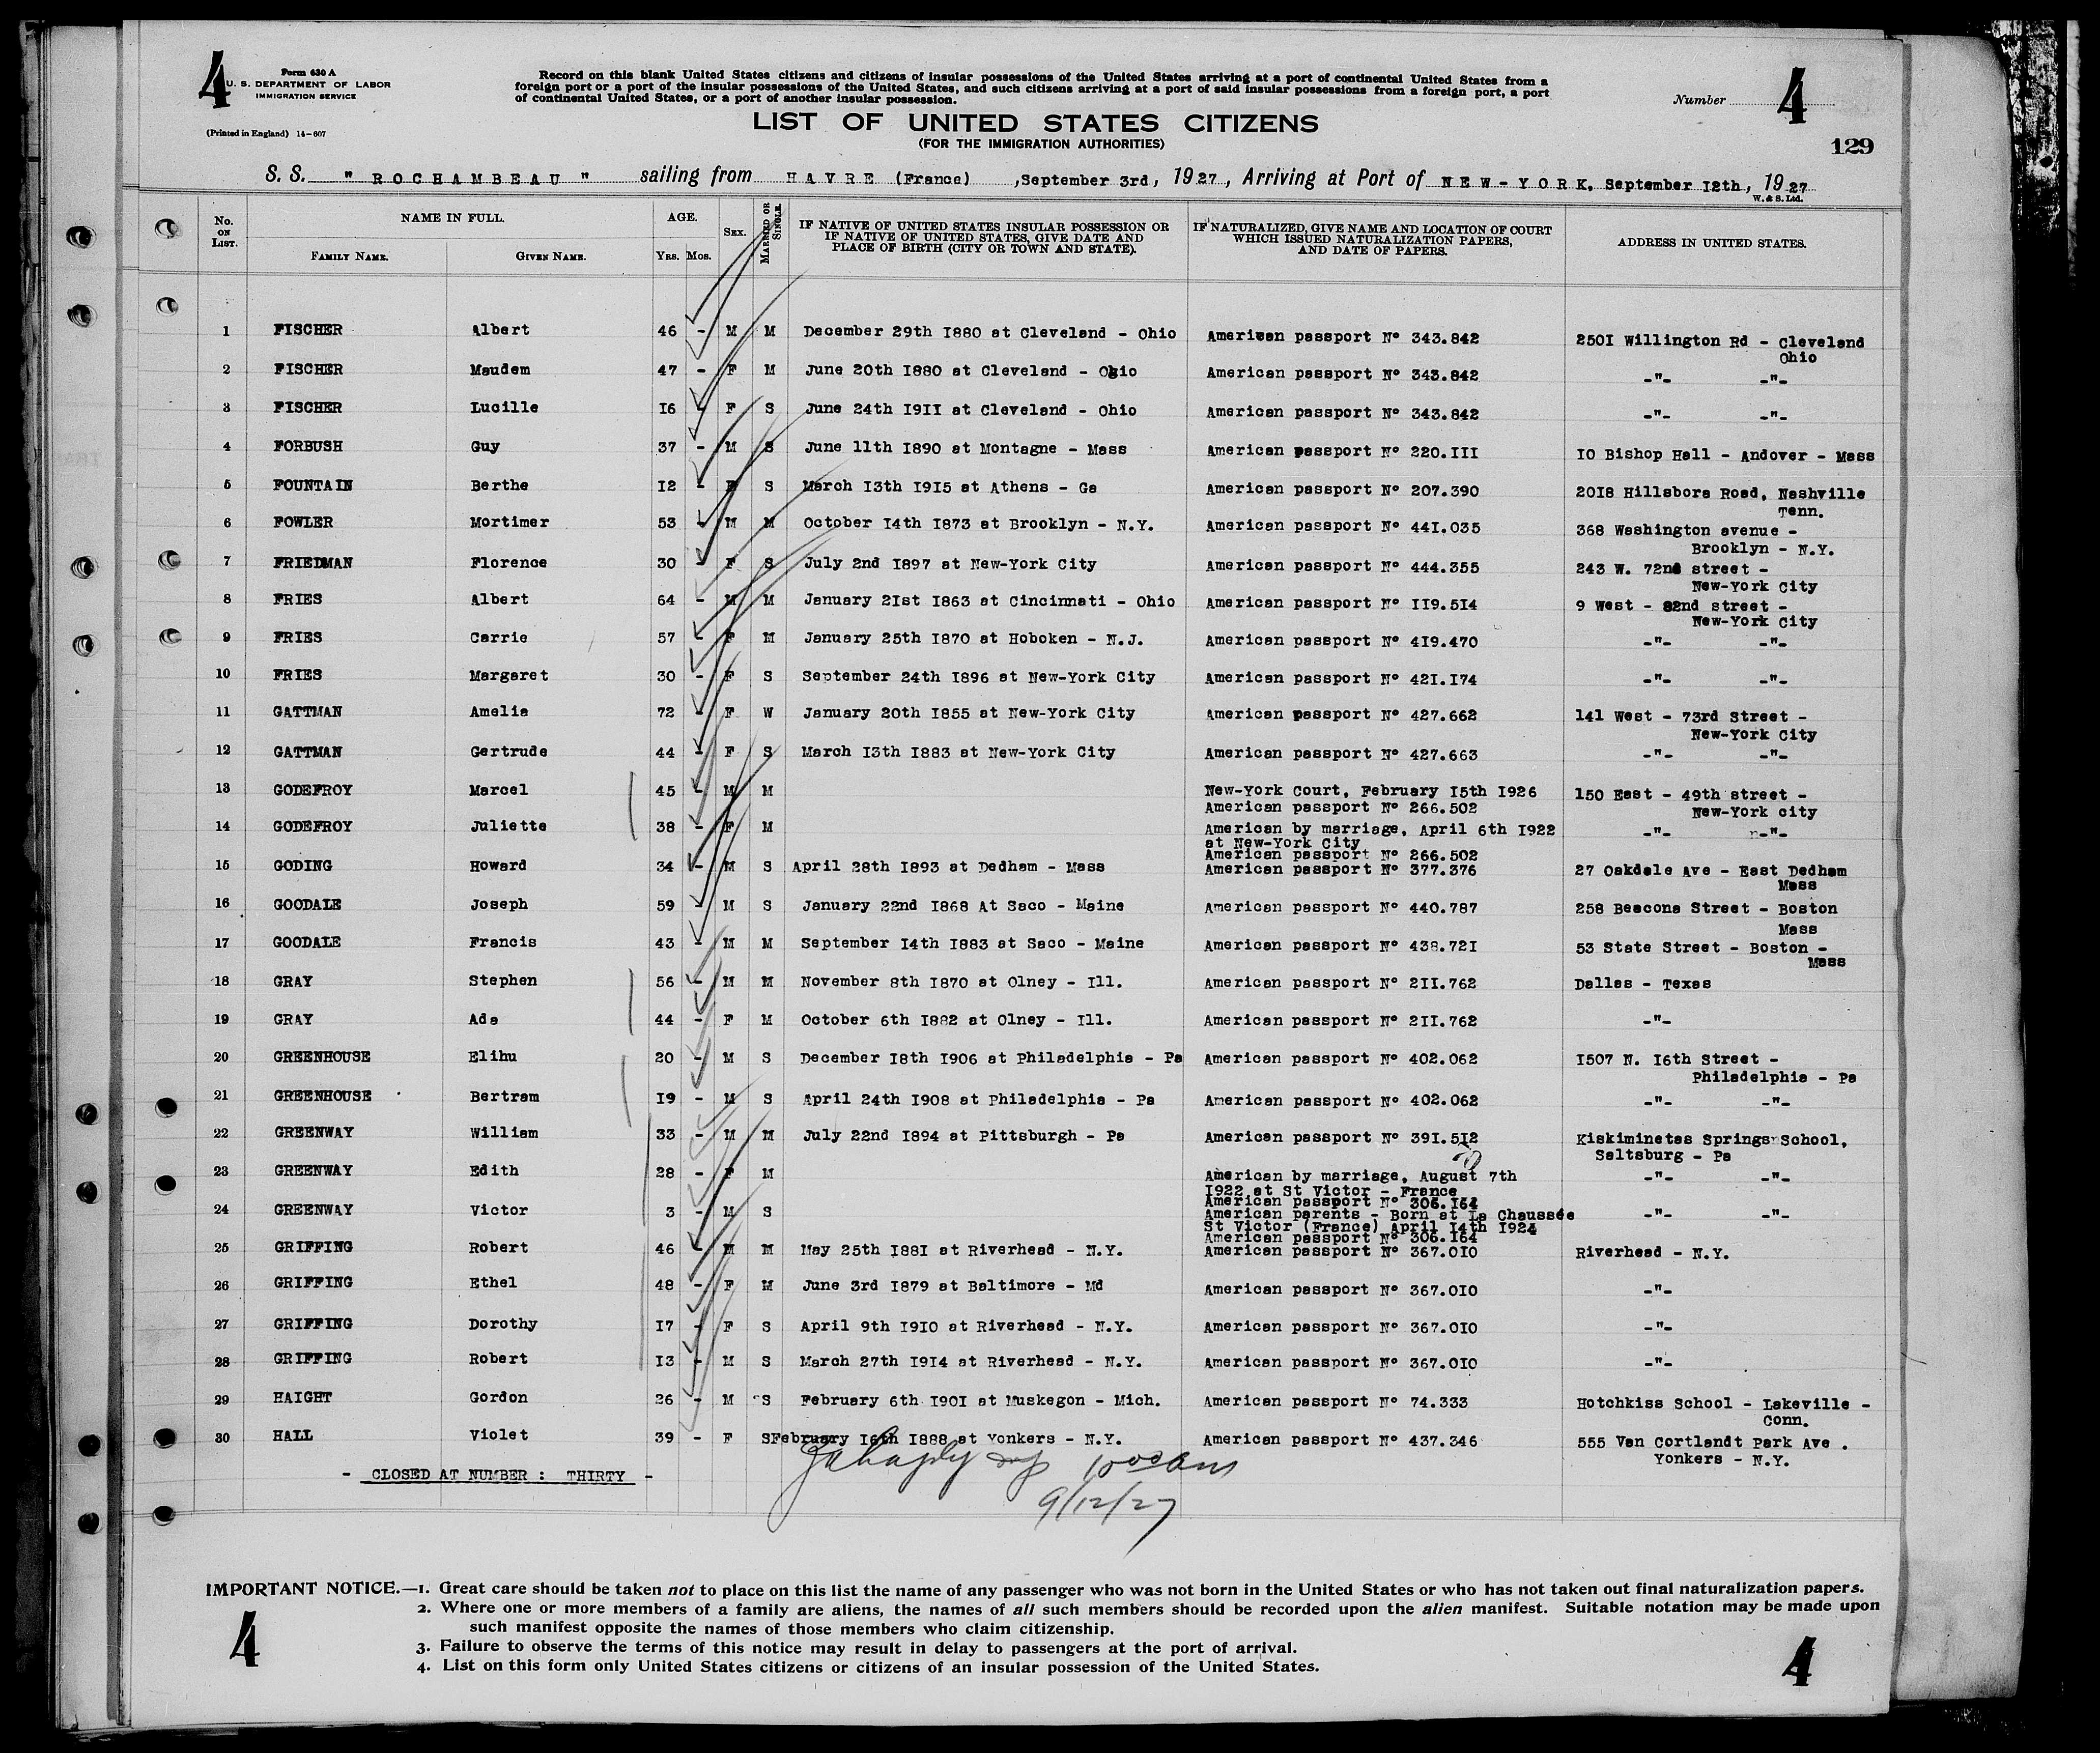 4 Form 630 A
U. S. DEPARTMENT OF LABOR
IMMIGRATION SERVICE
(Printed in England) 14-607
Record on this blank United States citizens and citizens of insular possessions of the United States arriving at a port of continental United States from a
foreign port or a port of the insular possessions of the United States, and such citizens arriving at a port of said insular possessions from a foreign port, a port
of continental United States, or a port of another insular possession.
Number 4
LIST OF UNITED STATES CITIZENS
(FOR THE IMMIGRATION AUTHORITIES)
129
S. S. " ROCHAMBEAU " sailing from HAVRE (France) , September 3rd, 1927, Arriving at Port of NEW-YORK, September 12th, 1927
W. & S. Ltd.
No. ON LIST. NAME IN FULL. AGE. SEX. MARRIED OR SINGLE. IF NATIVE OF UNITED STATES INSULAR POSSESSION OR IF NATIVE OF UNITED STATES, GIVE DATE AND PLACE OF BIRTH (CITY OR TOWN AND STATE). IF NATURALIZED, GIVE NAME AND LOCATION OF COURT WHICH ISSUED NATURALIZATION PAPERS, AND DATE OF PAPERS. ADDRESS IN UNITED STATES.
FAMILY NAME. GIVEN NAME. YRS. MOS.
1 FISCHER Albert 46 - M M December 29th 1880 at Cleveland - Ohio American passport N° 343.842 2501 Willington Rd - Cleveland
Ohio
2 FISCHER Maudem 47 - F M June 20th 1880 at Cleveland - Ohio American passport N° 343.842 -"- -"-
3 FISCHER Lucille 16 - F S June 24th 1911 at Cleveland - Ohio American passport N° 343.842 -"- -"-
4 FORBUSH Guy 37 - M S June 11th 1890 at Montagne - Mass American passport N° 220.111 10 Bishop Hall - Andover - Mass
5 FOUNTAIN Berthe 12 - F S March 13th 1915 at Athens - Ga American passport N° 207.390 2018 Hillsbora Road, Nashville
Tenn.
6 FOWLER Mortimer 53 - M M October 14th 1873 at Brooklyn - N.Y. American passport N° 441.035 368 Washington avenue -
Brooklyn - N.Y.
7 FRIEDMAN Florence 30 - F S July 2nd 1897 at New-York City American passport N° 444.355 243 W. 72nd street -
New-York City
8 FRIES Albert 64 - M M January 21st 1863 at Cincinnati - Ohio American passport N° 119.514 9 West - 82nd street -
New-York City
9 FRIES Carrie 57 - F M January 25th 1870 at Hoboken - N.J. American passport N° 419.470 -"- -"-
10 FRIES Margaret 30 - F S September 24th 1896 at New-York City American passport N° 421.174 -"- -"-
11 GATTMAN Amelia 72 - F W January 20th 1855 at New-York City American passport N° 427.662 141 West - 73rd Street -
New-York City
12 GATTMAN Gertrude 44 - F S March 13th 1883 at New-York City American passport N° 427.663 -"- -"-
13 GODEFROY Marcel 45 - M M New-York Court, February 15th 1926 150 East - 49th street -
American passport N° 266.502 New-York city
14 GODEFROY Juliette 38 - F M American by marriage, April 6th 1922 -"- -"-
at New-York City
American passport N° 266.502
15 GODING Howard 34 - M S April 28th 1893 at Dedham - Mass American passport N° 377.376 27 Oakdale Ave - East Dedham
Mass
16 GOODALE Joseph 59 - M S January 22nd 1868 At Saco - Maine American passport N° 440.787 258 Beacons Street - Boston
Mass
17 GOODALE Francis 43 - M M September 14th 1883 at Saco - Maine American passport N° 438.721 53 State Street - Boston -
Mass
18 GRAY Stephen 56 - M M November 8th 1870 at Olney - Ill. American passport N° 211.762 Dallas - Texas
19 GRAY Ada 44 - F M October 6th 1882 at Olney - Ill. American passport N° 211.762 -"-
20 GREENHOUSE Elihu 20 - M S December 18th 1906 at Philadelphia - Pa American passport N° 402.062 1507 N. 16th Street -
Philadelphia - Pa
21 GREENHOUSE Bertram 19 - M S April 24th 1908 at Philadelphia - Pa American passport N° 402.062 -"- -"-
22 GREENWAY William 33 - M M July 22nd 1894 at Pittsburgh - Pa American passport N° 391.512 Kiskiminetas Springs School,
Saltsburg - Pa
23 GREENWAY Edith 28 - F M American by marriage, August 7th -"- -"-
1922 at St Victor - France
American passport N° 306.164
24 GREENWAY Victor 3 - M S American parents - Born at La Chaussée -"- -"-
St Victor (France) April 14th 1924
American passport N° 306.164
25 GRIFFING Robert 46 - M M May 25th 1881 at Riverhead - N.Y. American passport N° 367.010 Riverhead - N.Y.
26 GRIFFING Ethel 48 - F M June 3rd 1879 at Baltimore - Md American passport N° 367.010 -"-
27 GRIFFING Dorothy 17 - F S April 9th 1910 at Riverhead - N.Y. American passport N° 367.010 -"-
28 GRIFFING Robert 13 - M S March 27th 1914 at Riverhead - N.Y. American passport N° 367.010 -"-
29 HAIGHT Gordon 26 - M S February 6th 1901 at Muskegon - Mich. American passport N° 74.333 Hotchkiss School - Lakeville -
Conn.
30 HALL Violet 39 - F S February 16th 1888 at Yonkers - N.Y. American passport N° 437.346 555 Van Cortlandt Park Ave .
Yonkers - N.Y.
- CLOSED AT NUMBER : THIRTY -
9/12/27
IMPORTANT NOTICE.—1. Great care should be taken not to place on this list the name of any passenger who was not born in the United States or who has not taken out final naturalization papers.
2. Where one or more members of a family are aliens, the names of all such members should be recorded upon the alien manifest. Suitable notation may be made upon
such manifest opposite the names of those members who claim citizenship.
3. Failure to observe the terms of this notice may result in delay to passengers at the port of arrival.
4. List on this form only United States citizens or citizens of an insular possession of the United States.
4 4